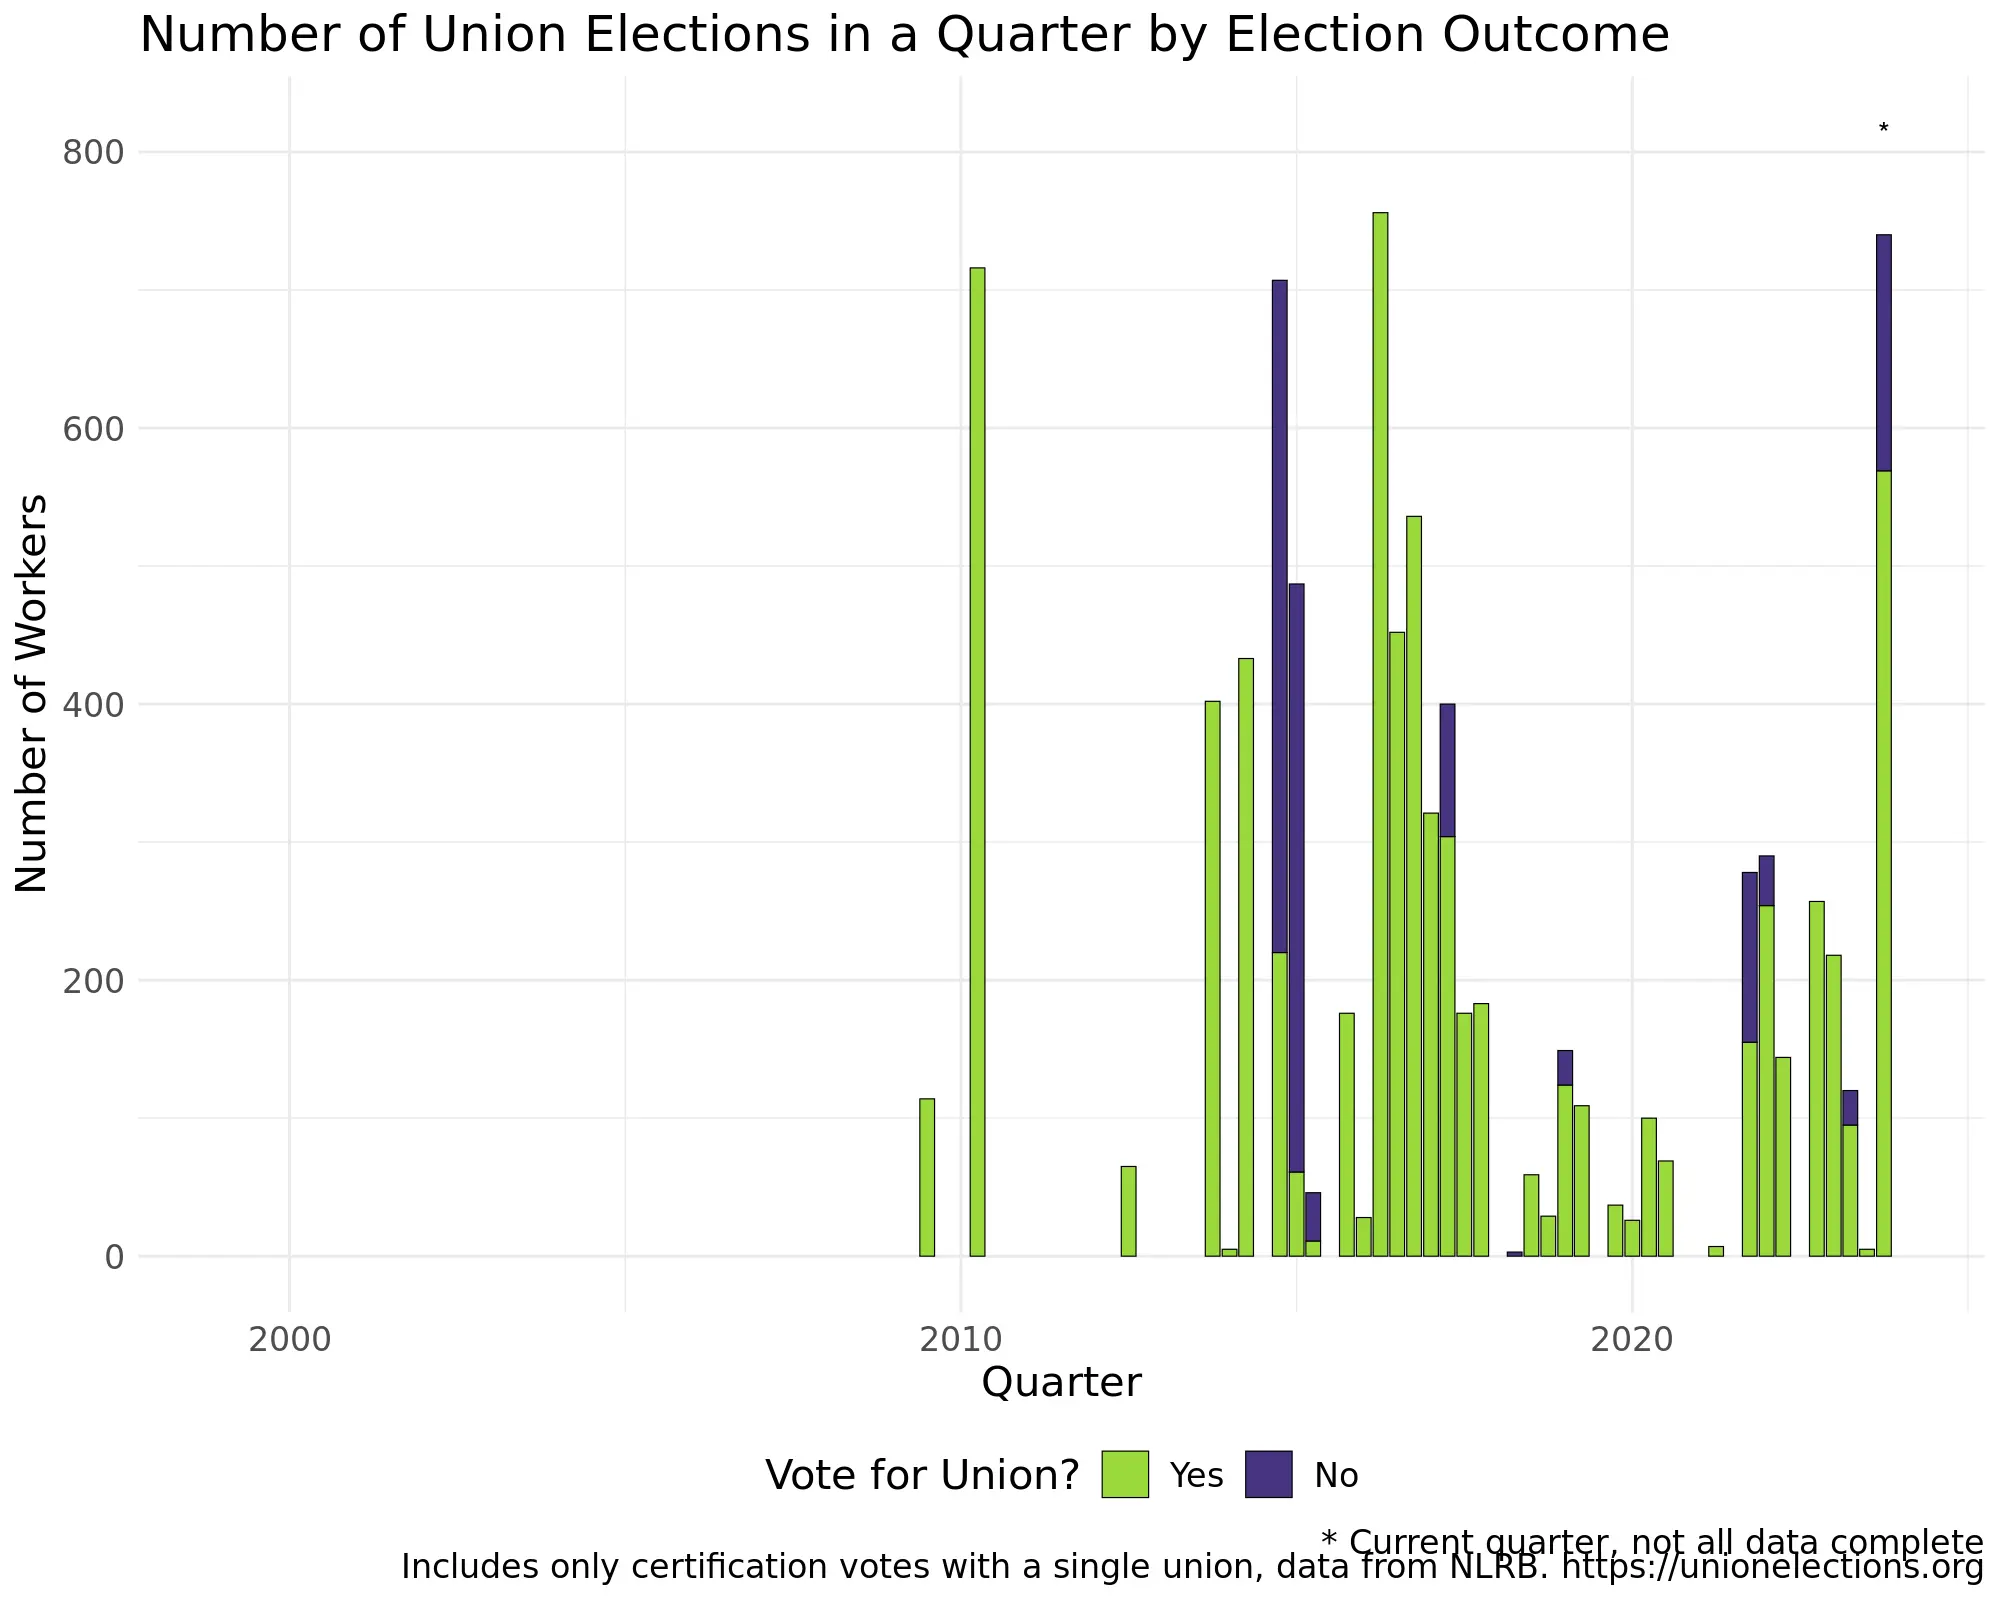 Number of Union Elections in a Quarter by Election Outcome
*
800
600
400
200
0
Number of Workers
2000 2010 2020
Quarter
Vote for Union? Yes No
* Current quarter, not all data complete
Includes only certification votes with a single union, data from NLRB. https://unionelections.org